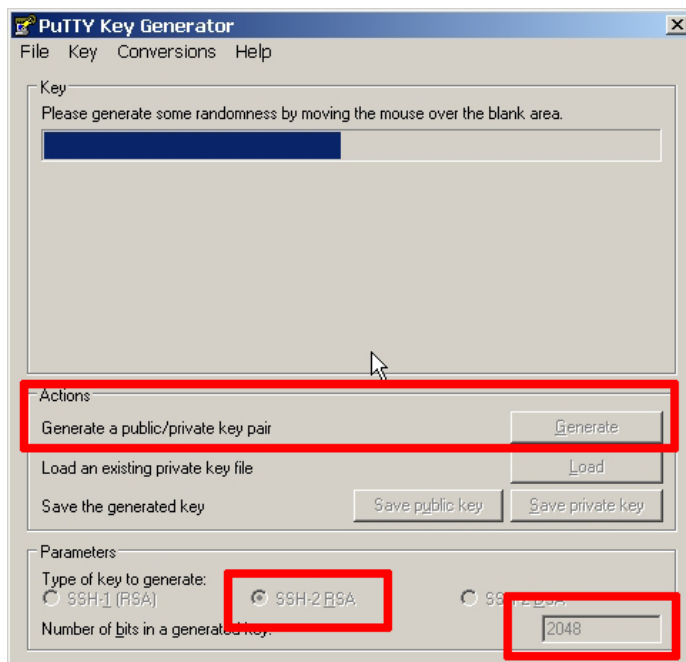 PuTTY Key Generator
File Key Conversions Help
Key
Please generate some randomness by moving the mouse over the blank area.
Actions
Generate a public/private key pair Generate
Load an existing private key file Load
Save the generated key Save public key Save private key
Parameters
Type of key to generate:
SSH-1 (RSA) SSH-2 RSA
Number of bits in a generated key: 2048